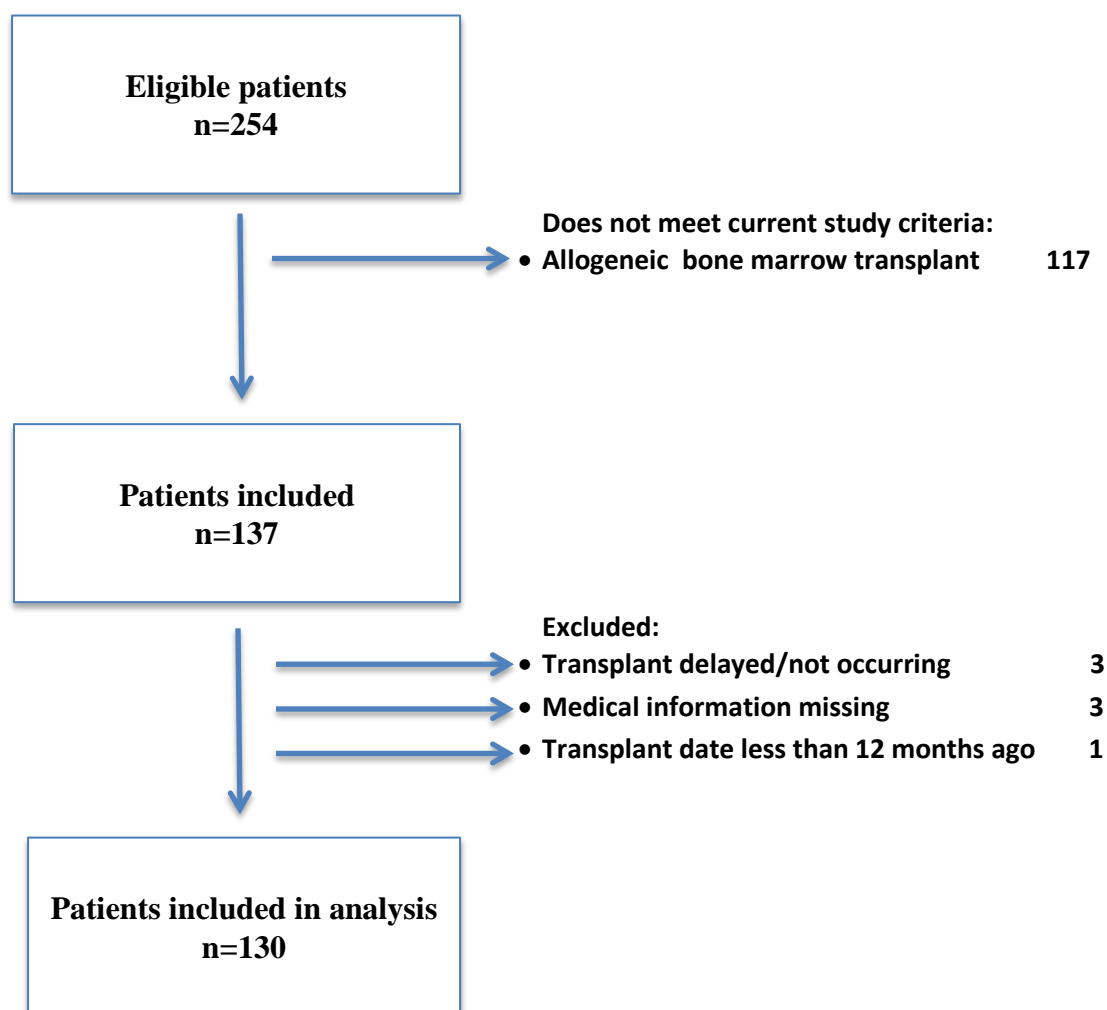 Eligible patients
n=254
Does not meet current study criteria:
• Allogeneic bone marrow transplant 117
Patients included
n=137
Excluded:
• Transplant delayed/not occurring 3
• Medical information missing 3
• Transplant date less than 12 months ago 1
Patients included in analysis
n=130